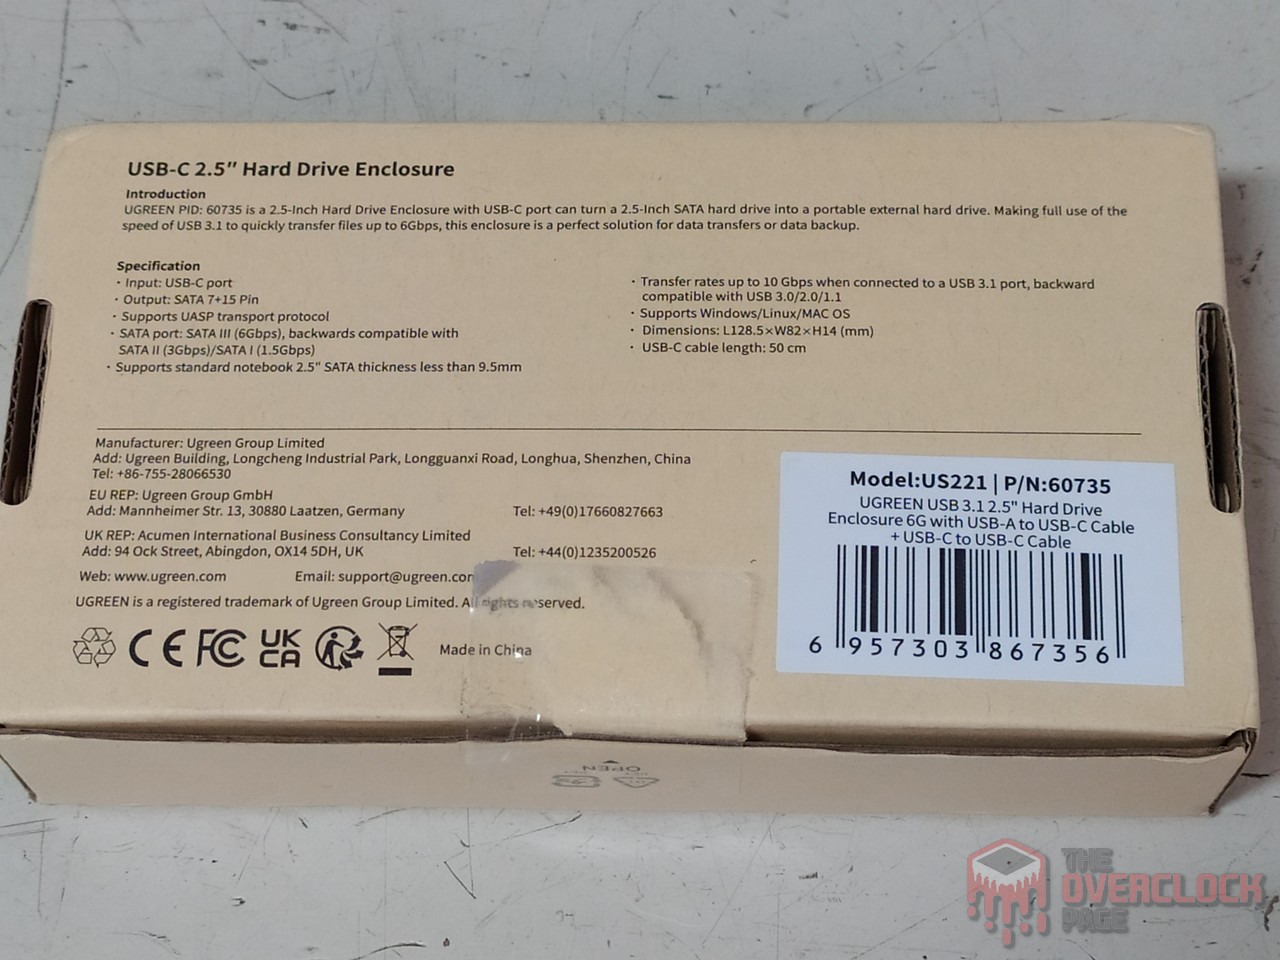 USB-C 2.5" Hard Drive Enclosure
Introduction
UGREEN PID: 60735 is a 2.5-Inch Hard Drive Enclosure with USB-C port can turn a 2.5-Inch SATA hard drive into a portable external hard drive. Making full use of the
speed of USB 3.1 to quickly transfer files up to 6Gbps, this enclosure is a perfect solution for data transfers or data backup.
Specification
· Input: USB-C port
· Output: SATA 7+15 Pin
· Supports UASP transport protocol
· SATA port: SATA III (6Gbps), backwards compatible with
SATA II (3Gbps)/SATA I (1.5Gbps)
· Supports standard notebook 2.5" SATA thickness less than 9.5mm
· Transfer rates up to 10 Gbps when connected to a USB 3.1 port, backward
compatible with USB 3.0/2.0/1.1
· Supports Windows/Linux/MAC OS
· Dimensions: L128.5×W82×H14 (mm)
· USB-C cable length: 50 cm
Manufacturer: Ugreen Group Limited
Add: Ugreen Building, Longcheng Industrial Park, Longguanxi Road, Longhua, Shenzhen, China
Tel: +86-755-28066530
EU REP: Ugreen Group GmbH
Add: Mannheimer Str. 13, 30880 Laatzen, Germany Tel: +49(0)17660827663
UK REP: Acumen International Business Consultancy Limited
Add: 94 Ock Street, Abingdon, OX14 5DH, UK Tel: +44(0)1235200526
Web: www.ugreen.com Email: support@ugreen.com
UGREEN is a registered trademark of Ugreen Group Limited. All rights reserved.
CE FC UK CA Made in China
Model:US221 | P/N:60735
UGREEN USB 3.1 2.5" Hard Drive
Enclosure 6G with USB-A to USB-C Cable
+ USB-C to USB-C Cable
6 957303 867356
OPEN
THE
OVERCLOCK
PAGE